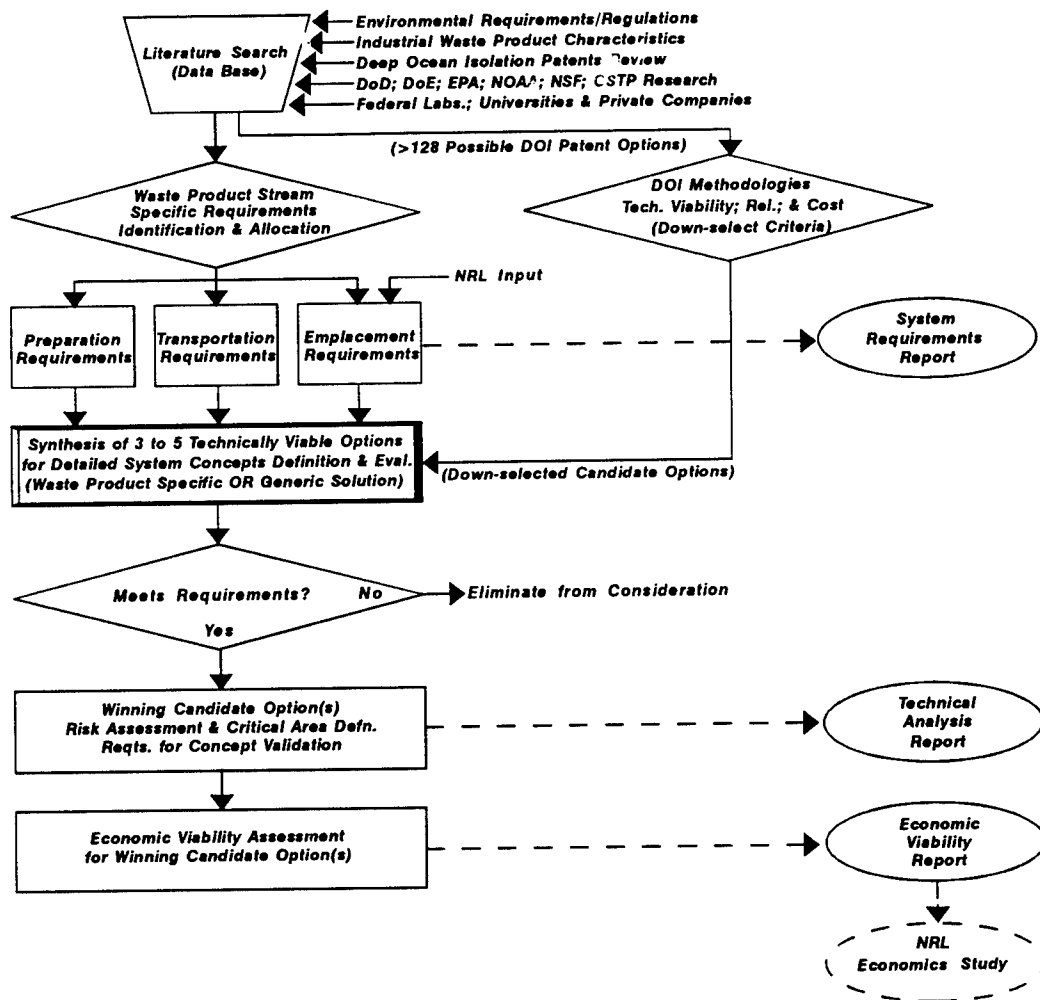 Environmental Requirements/Regulations
Industrial Waste Product Characteristics
Literature Search
(Data Base)
Deep Ocean Isolation Patents Review
DoD; DoE; EPA; NOAA; NSF; OSTP Research
Federal Labs.; Universities & Private Companies
(>128 Possible DOI Patent Options)
Waste Product Stream
Specific Requirements
Identification & Allocation
DOI Methodologies
Tech. Viability; Rel.; & Cost
(Down-select Criteria)
NRL Input
Preparation
Requirements
Transportation
Requirements
Emplacement
Requirements
System
Requirements
Report
Synthesis of 3 to 5 Technically Viable Options
for Detailed System Concepts Definition & Eval.
(Waste Product Specific OR Generic Solution)
(Down-selected Candidate Options)
Meets Requirements?
No
Eliminate from Consideration
Yes
Winning Candidate Option(s)
Risk Assessment & Critical Area Defn.
Reqts. for Concept Validation
Technical
Analysis
Report
Economic Viability Assessment
for Winning Candidate Option(s)
Economic
Viability
Report
NRL
Economics Study